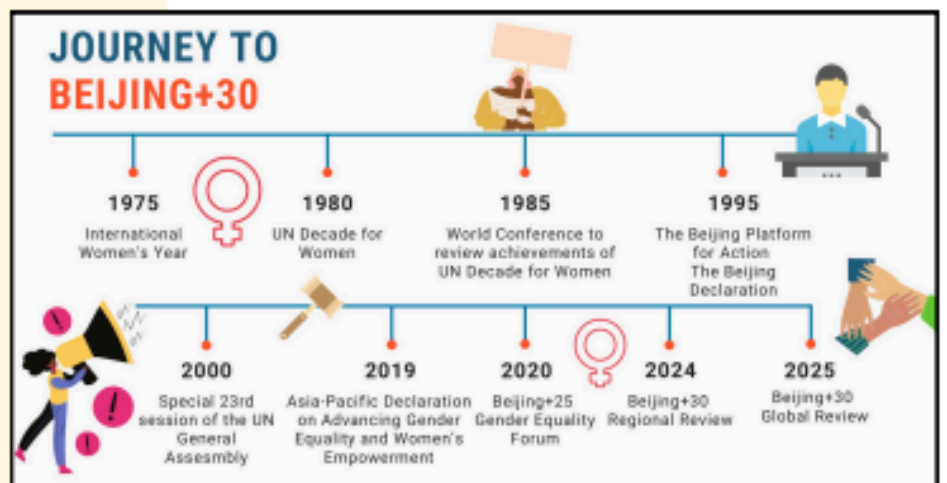 JOURNEY TO
BEIJING+30
1975
International
Women's Year
1980
UN Decade for
Women
1985
World Conference to
review achievements of
UN Decade for Women
1995
The Beijing Platform
for Action
The Beijing
Declaration
2000
Special 23rd
session of the UN
General
Assesmbly
2019
Asia-Pacific Declaration
on Advancing Gender
Equality and Women's
Empowerment
2020
Beijing+25
Gender Equality
Forum
2024
Beijing+30
Regional Review
2025
Beijing+30
Global Review